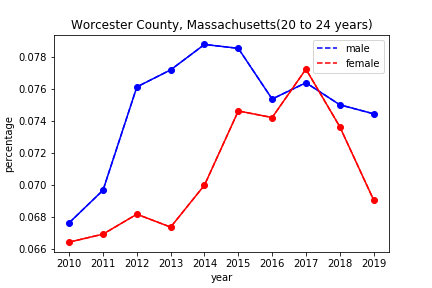 Worcester County, Massachusetts(20 to 24 years)
male
female
percentage
0.078
0.076
0.074
0.072
0.070
0.068
0.066
2010 2011 2012 2013 2014 2015 2016 2017 2018 2019
year